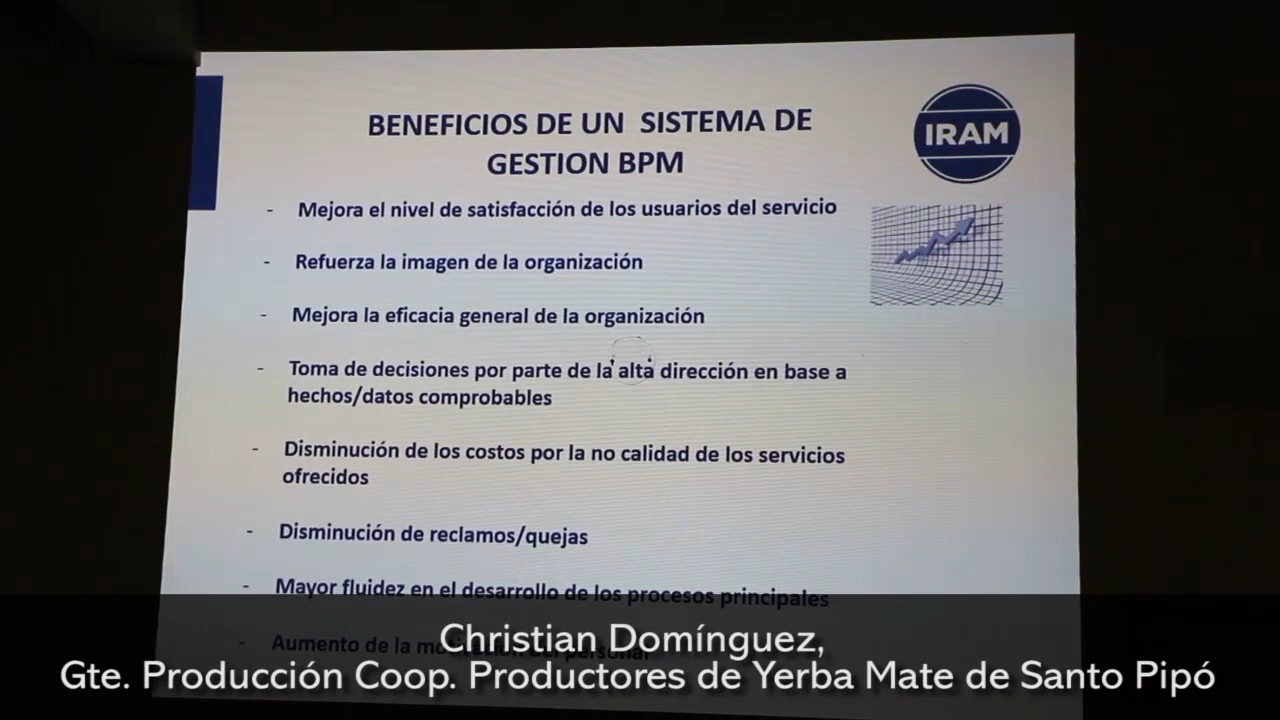 BENEFICIOS DE UN SISTEMA DE
GESTION BPM
IRAM
- Mejora el nivel de satisfacción de los usuarios del servicio
- Refuerza la imagen de la organización
- Mejora la eficacia general de la organización
- Toma de decisiones por parte de la alta dirección en base a
hechos/datos comprobables
- Disminución de los costos por la no calidad de los servicios
ofrecidos
- Disminución de reclamos/quejas
- Mayor fluidez en el desarrollo de los procesos principales
- Aumento de la
Christian Domínguez,
Gte. Producción Coop. Productores de Yerba Mate de Santo Pipó